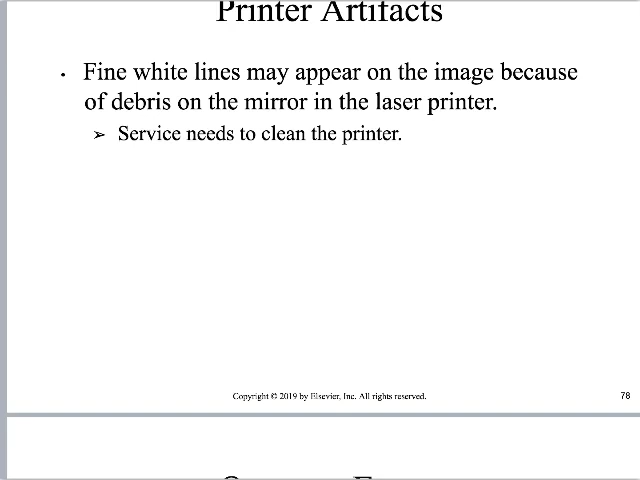 Printer Artifacts
• Fine white lines may appear on the image because
of debris on the mirror in the laser printer.
➢ Service needs to clean the printer.
Copyright © 2019 by Elsevier, Inc. All rights reserved.
78